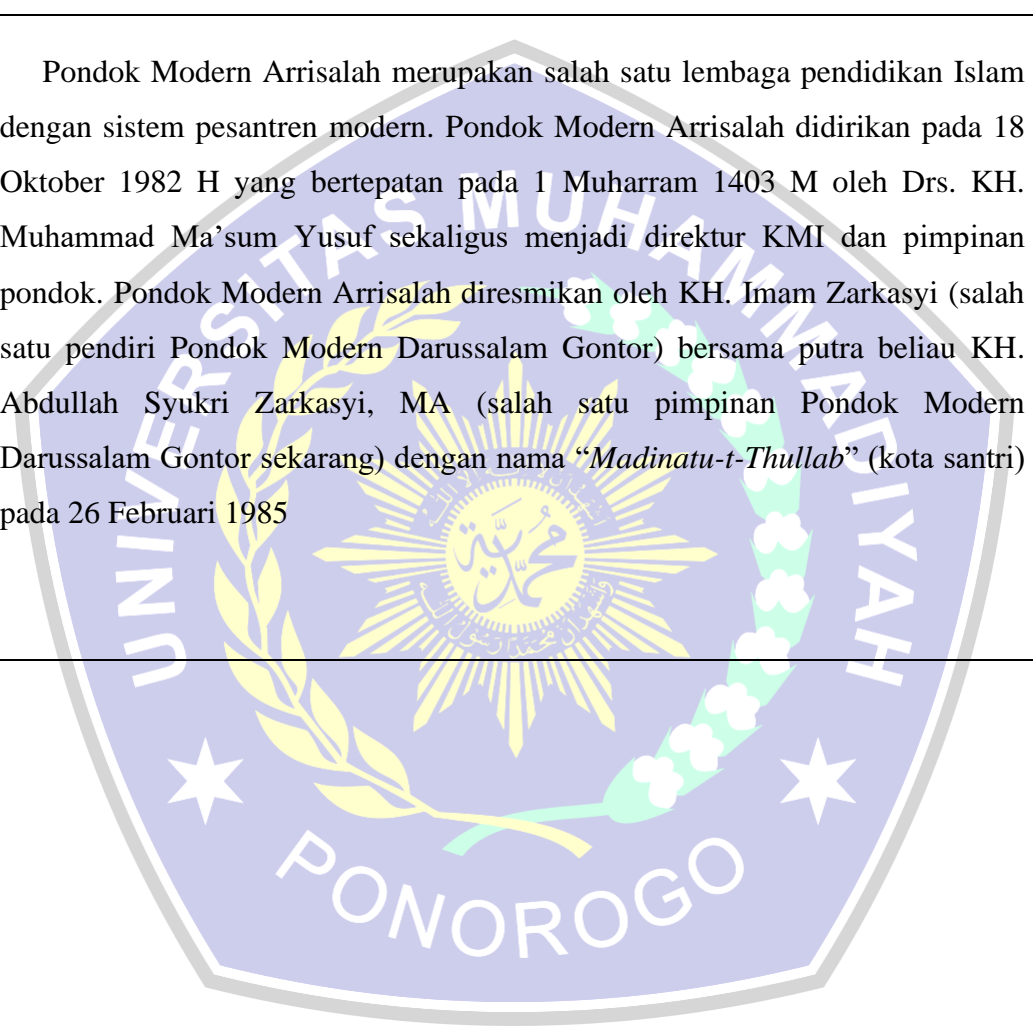 Pondok Modern Arrisalah merupakan salah satu lembaga pendidikan Islam
dengan sistem pesantren modern. Pondok Modern Arrisalah didirikan pada 18
Oktober 1982 H yang bertepatan pada 1 Muharram 1403 M oleh Drs. KH.
Muhammad Ma’sum Yusuf sekaligus menjadi direktur KMI dan pimpinan
pondok. Pondok Modern Arrisalah diresmikan oleh KH. Imam Zarkasyi (salah
satu pendiri Pondok Modern Darussalam Gontor) bersama putra beliau KH.
Abdullah Syukri Zarkasyi, MA (salah satu pimpinan Pondok Modern
Darussalam Gontor sekarang) dengan nama “Madinatu-t-Thullab” (kota santri)
pada 26 Februari 1985
UNIVERSITAS MUHAMMADIYAH
PONOROGO
محمدية